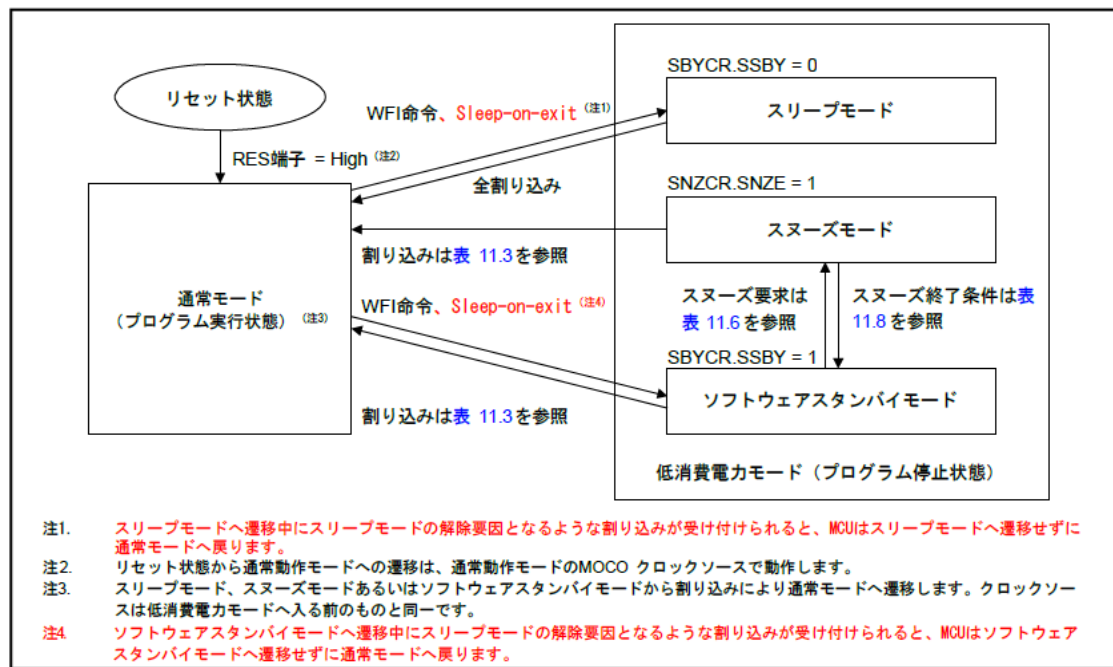 SBYCR.SSBY = 0
リセット状態
WFI命令、Sleep-on-exit (注1)
スリープモード
RES端子 = High (注2)
全割り込み
SNZCR.SNZE = 1
スヌーズモード
割り込みは表 11.3を参照
通常モード
(プログラム実行状態) (注3)
WFI命令、Sleep-on-exit (注4)
スヌーズ要求は
表 11.6を参照
スヌーズ終了条件は表
11.8を参照
SBYCR.SSBY = 1
ソフトウェアスタンバイモード
割り込みは表 11.3を参照
低消費電力モード(プログラム停止状態)
注1. スリープモードへ遷移中にスリープモードの解除要因となるような割り込みが受け付けられると、MCUはスリープモードへ遷移せずに
通常モードへ戻ります。
注2. リセット状態から通常動作モードへの遷移は、通常動作モードのMOCO クロックソースで動作します。
注3. スリープモード、スヌーズモードあるいはソフトウェアスタンバイモードから割り込みにより通常モードへ遷移します。クロックソー
スは低消費電力モードへ入る前のものと同一です。
注4. ソフトウェアスタンバイモードへ遷移中にスリープモードの解除要因となるような割り込みが受け付けられると、MCUはソフトウェア
スタンバイモードへ遷移せずに通常モードへ戻ります。